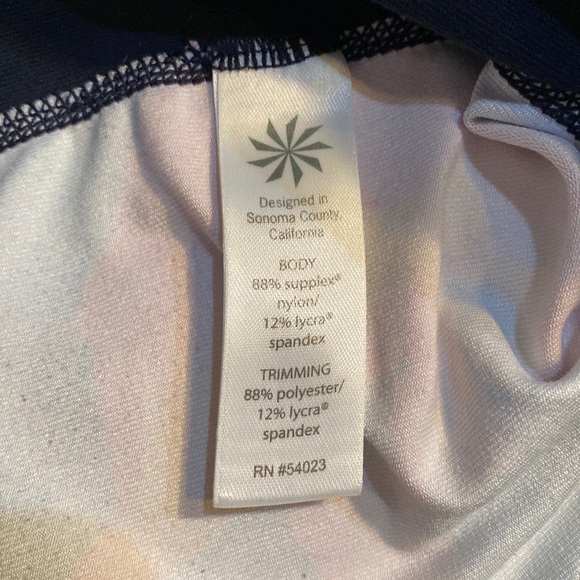 Designed in
Sonoma County,
California
BODY
88% supplex®
nylon/
12% lycra®
spandex
TRIMMING
88% polyester/
12% lycra®
spandex
RN #54023